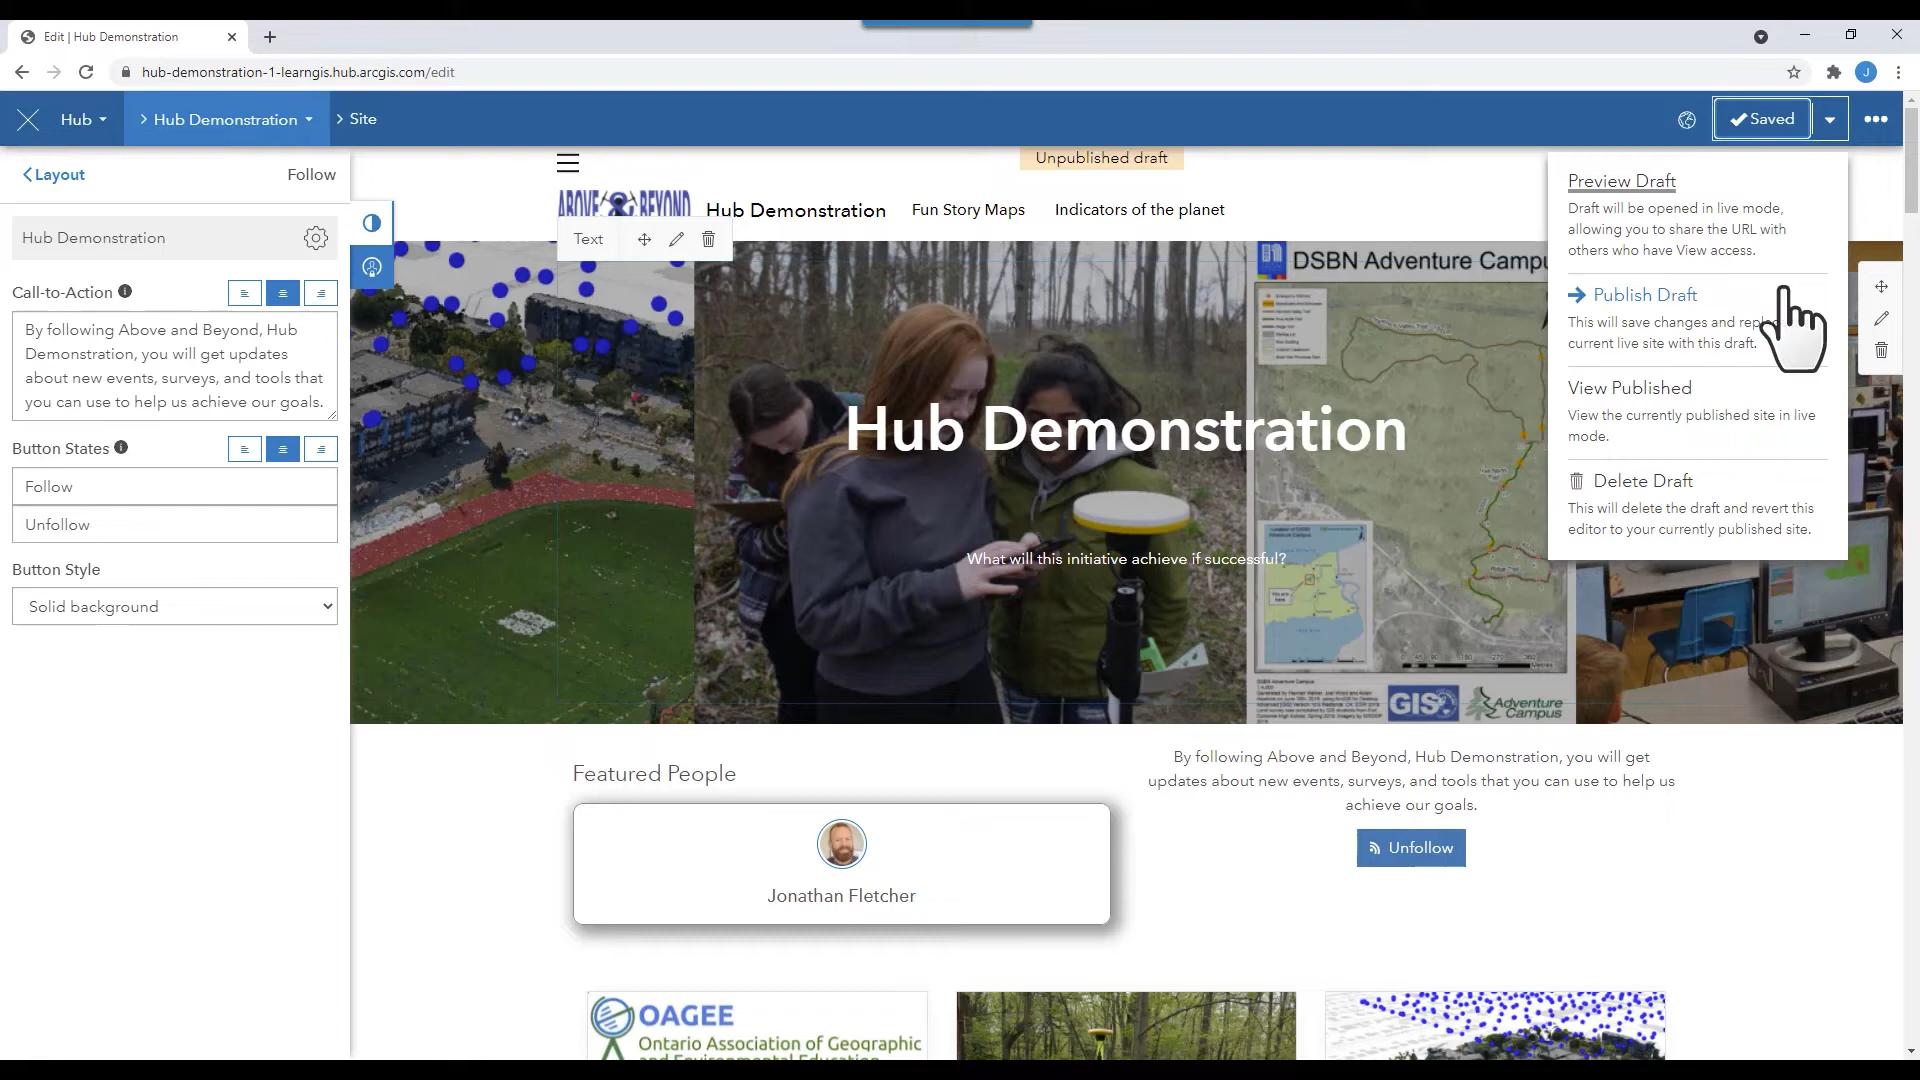 Edit | Hub Demonstration
hub-demonstration-1-learngis.hub.arcgis.com/edit
J
Hub
Hub Demonstration
Site
Saved
Layout
Follow
Unpublished draft
ABOVE & BEYOND
Hub Demonstration
Fun Story Maps
Indicators of the planet
Text
Hub Demonstration
Call-to-Action
By following Above and Beyond, Hub
Demonstration, you will get updates
about new events, surveys, and tools that
you can use to help us achieve our goals.
Button States
Follow
Unfollow
Button Style
Solid background
Preview Draft
Draft will be opened in live mode,
allowing you to share the URL with
others who have View access.
Publish Draft
This will save changes and
current live site with this draft.
View Published
View the currently published site in live
mode.
Delete Draft
This will delete the draft and revert this
editor to your currently published site.
DSBN Adventure Campu
Hub Demonstration
What will this initiative achieve if successful?
GIS
Adventure
Campus
Featured People
Jonathan Fletcher
By following Above and Beyond, Hub Demonstration, you will get
updates about new events, surveys, and tools that you can use to help us
achieve our goals.
Unfollow
OAGEE
Ontario Association of Geographic
and Environmental Education